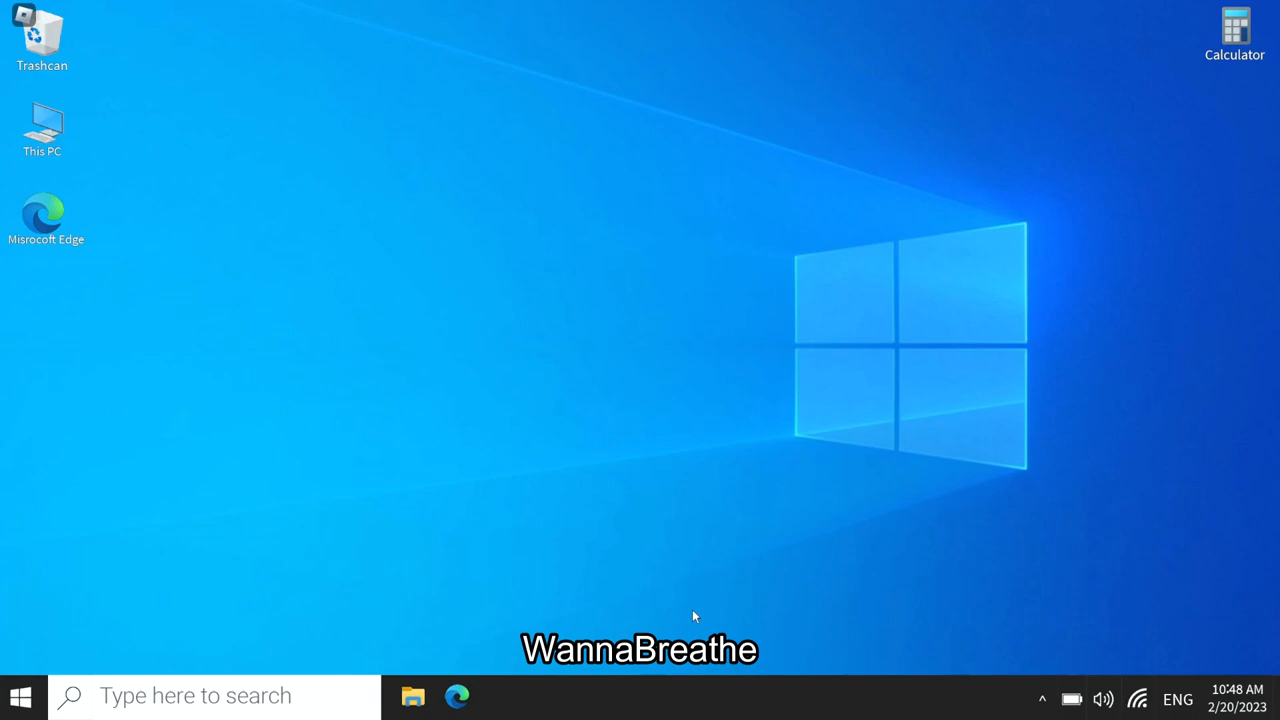 Trashcan
Calculator
This PC
Misrocoft Edge
WannaBreathe
Type here to search
^ ENG 10:48 AM
2/20/2023